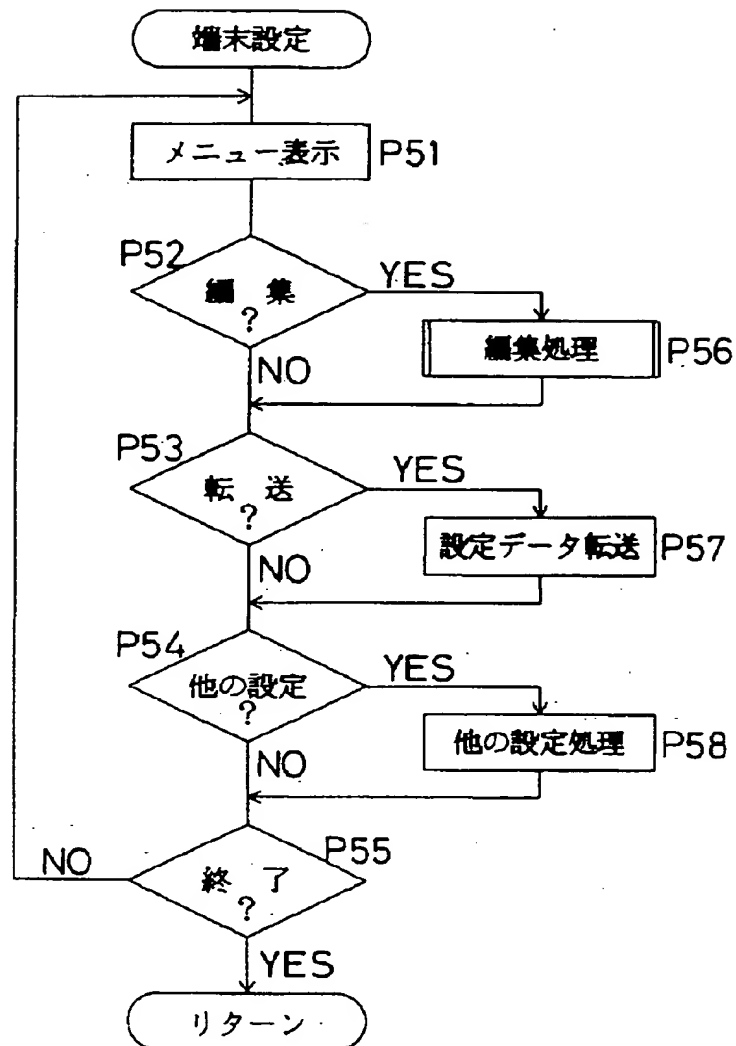 端末設定
メニュー表示 P51
P52
編集
?
YES
編集処理 P56
NO
P53
転送
?
YES
設定データ転送 P57
NO
P54
他の設定
?
YES
他の設定処理 P58
NO
P55
終了
?
NO
YES
リターン